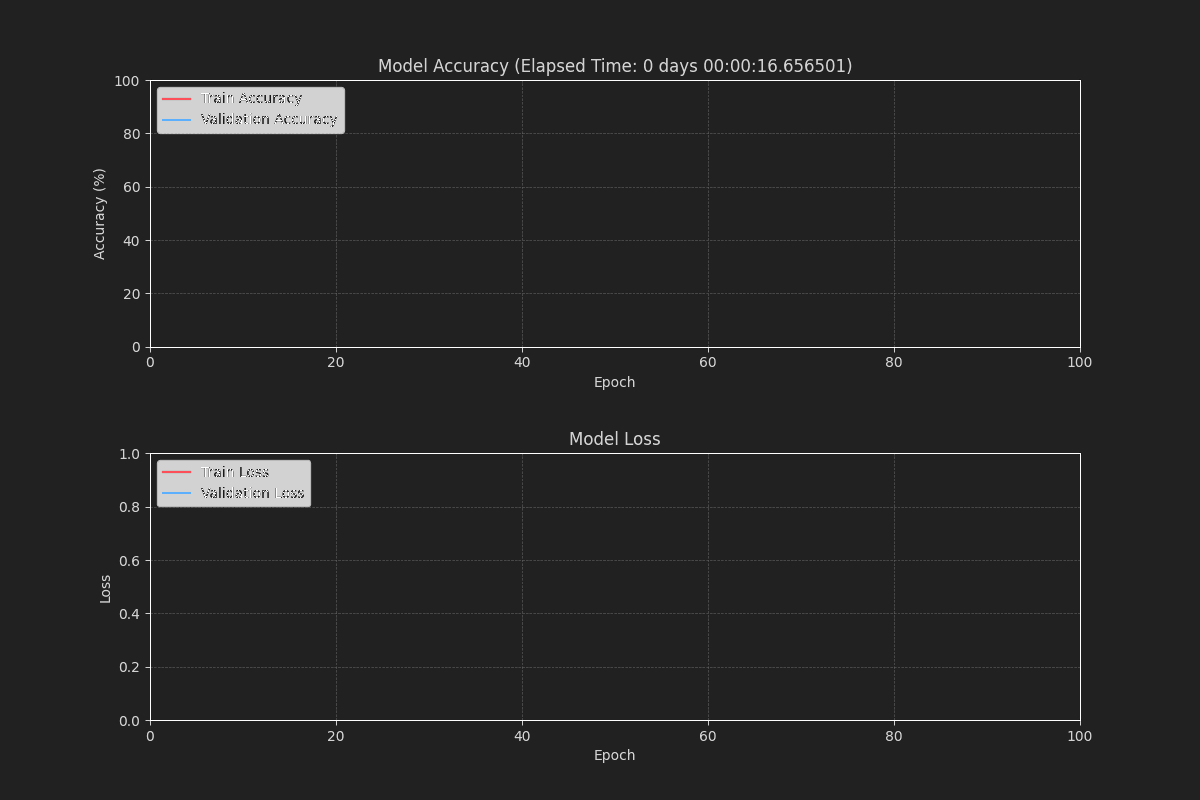 Model Accuracy (Elapsed Time: 0 days 00:00:16.656501)
100
80
60
40
20
0
Accuracy (%)
Train Accuracy
Validation Accuracy
0 20 40 60 80 100
Epoch
Model Loss
1.0
0.8
0.6
0.4
0.2
0.0
Loss
Train Loss
Validation Loss
0 20 40 60 80 100
Epoch